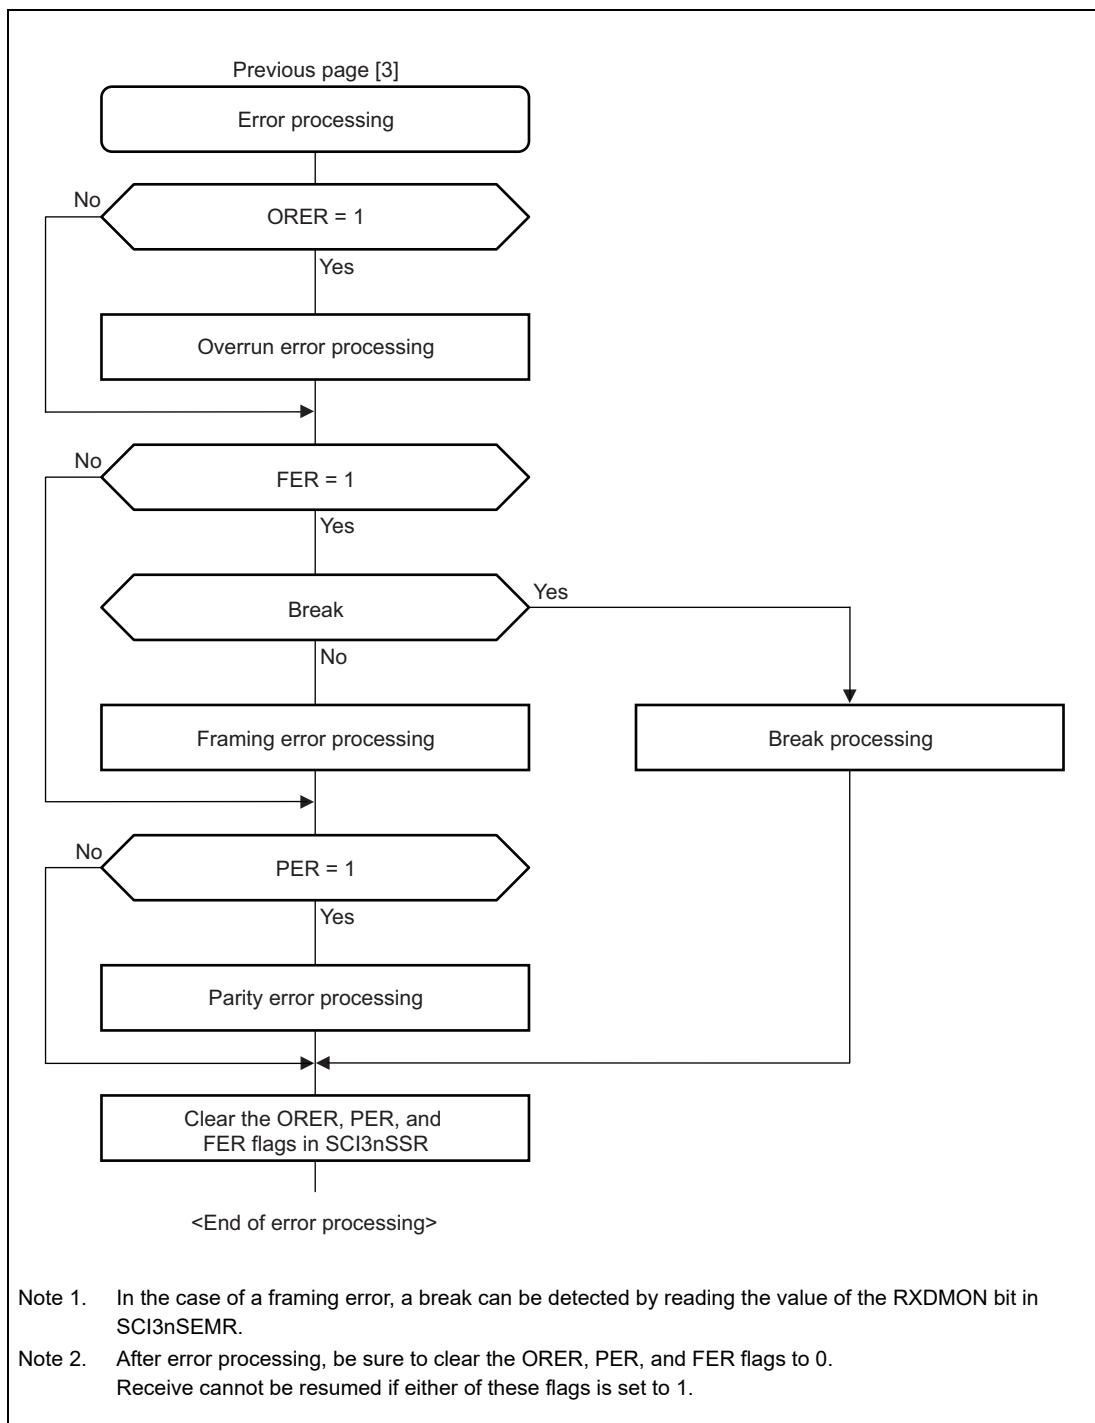 Previous page [3]
Error processing
No
ORER = 1
Yes
Overrun error processing
No
FER = 1
Yes
Break
Yes
No
Framing error processing
Break processing
No
PER = 1
Yes
Parity error processing
Clear the ORER, PER, and
FER flags in SCI3nSSR
<End of error processing>
Note 1. In the case of a framing error, a break can be detected by reading the value of the RXDMON bit in
SCI3nSEMR.
Note 2. After error processing, be sure to clear the ORER, PER, and FER flags to 0.
Receive cannot be resumed if either of these flags is set to 1.